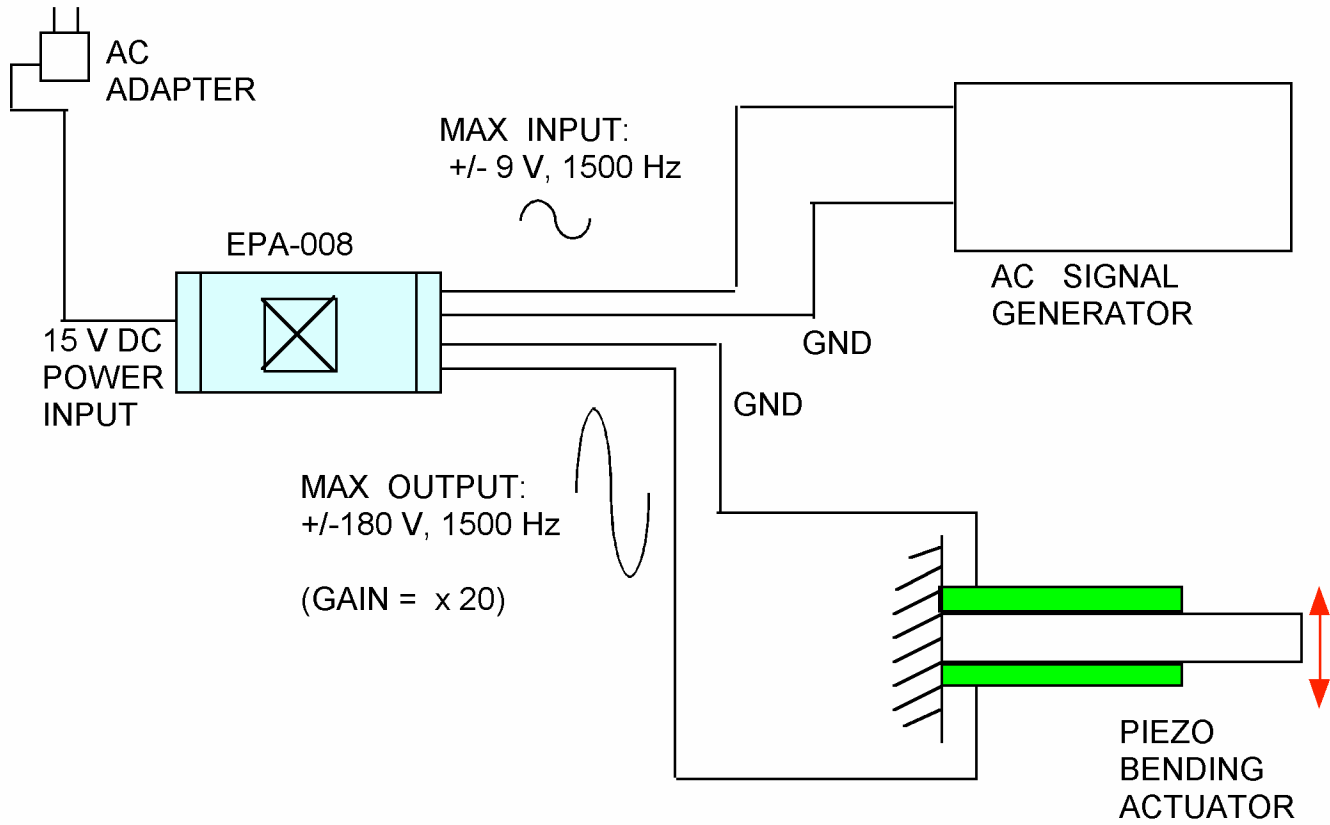 AC
ADAPTER
MAX INPUT:
+/- 9 V, 1500 Hz
EPA-008
AC SIGNAL
GENERATOR
15 V DC
POWER
INPUT
GND
GND
MAX OUTPUT:
+/-180 V, 1500 Hz
(GAIN = x 20)
PIEZO
BENDING
ACTUATOR